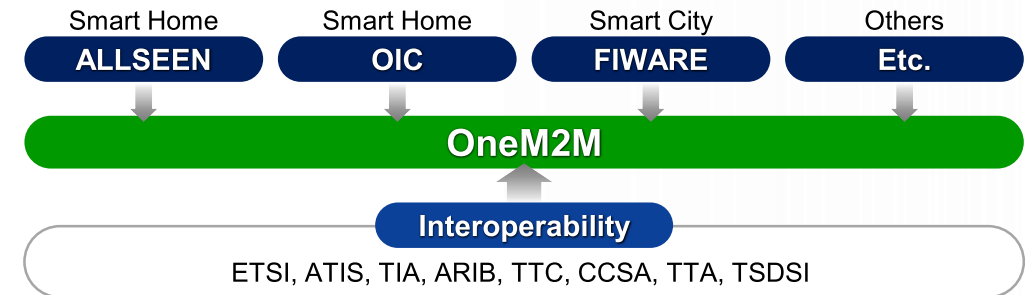 Smart Home Smart Home Smart City Others
ALLSEEN OIC FIWARE Etc.
OneM2M
Interoperability
ETSI, ATIS, TIA, ARIB, TTC, CCSA, TTA, TSDSI